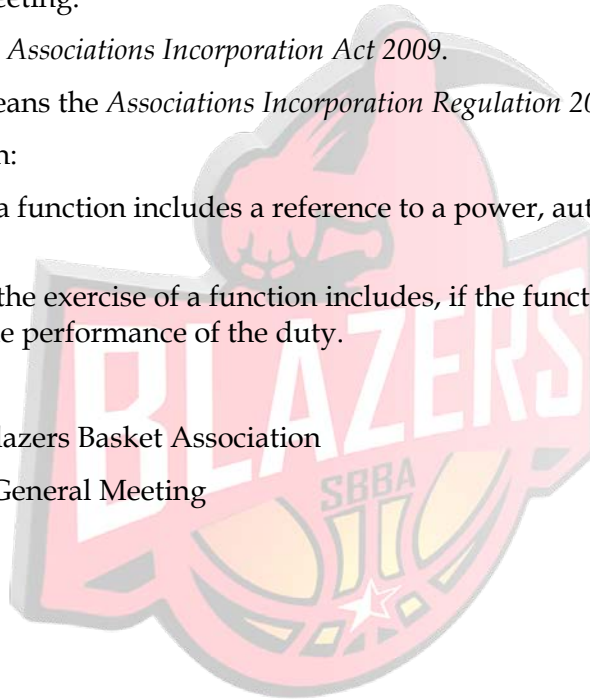 eeting.
Associations Incorporation Act 2009.
eans the Associations Incorporation Regulation 20
n:
a function includes a reference to a power, aut
the exercise of a function includes, if the funct
e performance of the duty.
lazers Basket Association
General Meeting
BLAZERS
SBBA